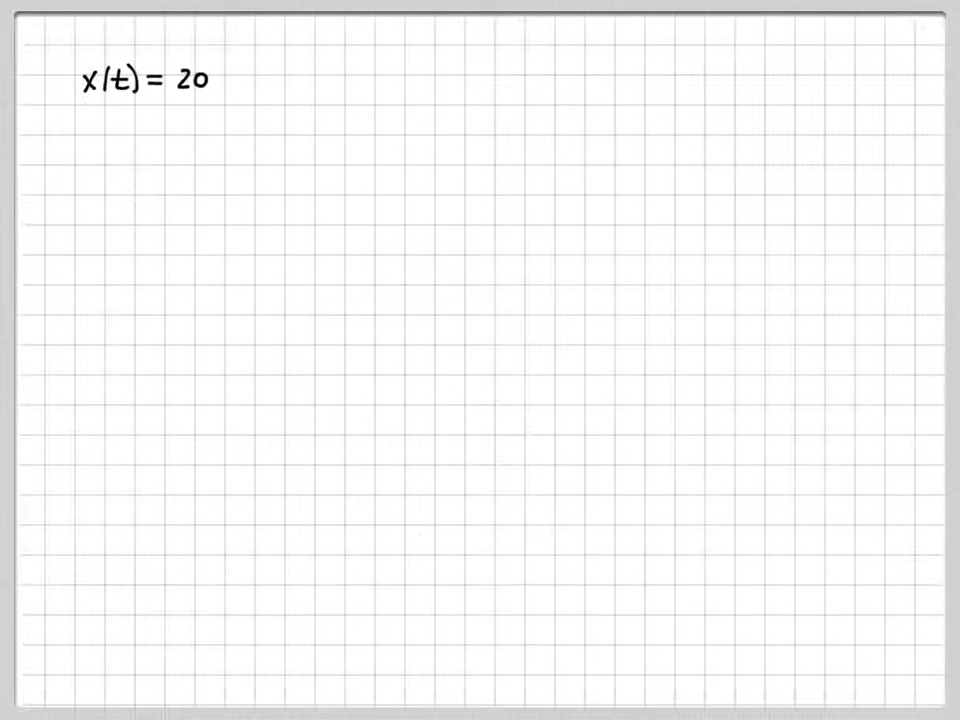 x(t) = 20